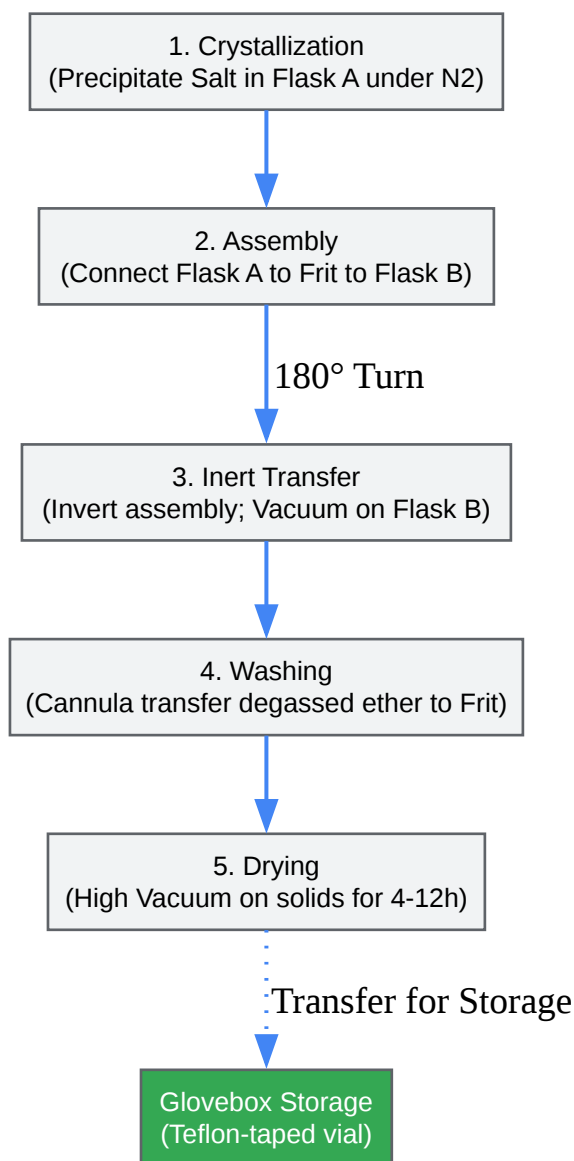 1. Crystallization
(Precipitate Salt in Flask A under N2)
2. Assembly
(Connect Flask A to Frit to Flask B)
180° Turn
3. Inert Transfer
(Invert assembly; Vacuum on Flask B)
4. Washing
(Cannula transfer degassed ether to Frit)
5. Drying
(High Vacuum on solids for 4-12h)
Transfer for Storage
Glovebox Storage
(Teflon-taped vial)